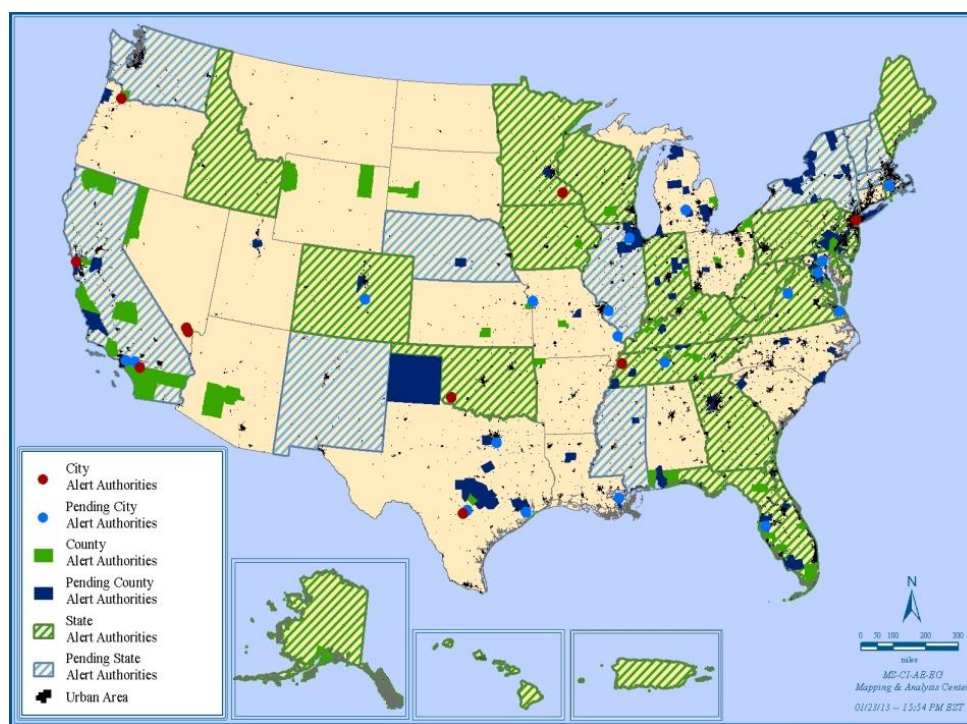 City
Alert Authorities
Pending City
Alert Authorities
County
Alert Authorities
Pending County
Alert Authorities
State
Alert Authorities
Pending State
Alert Authorities
Urban Area
N
0 50 100 200 300
miles
MS-CI-AE-EG
Mapping & Analysis Center
01/23/13 -- 15:54 PM EST